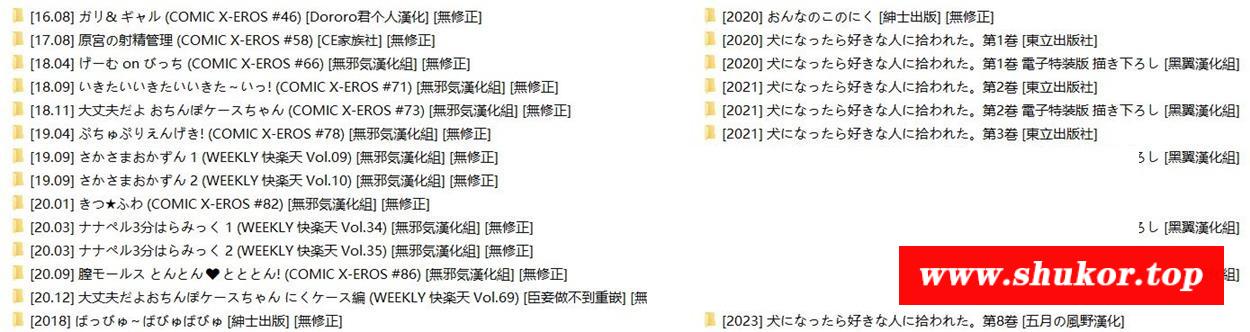 [16.08] ガリ& ギャル (COMIC X-EROS #46) [Dororo君个人漢化] [無修正]
[17.08] 原宮の射精管理 (COMIC X-EROS #58) [CE家族社] [無修正]
[18.04] げーむ on びっち (COMIC X-EROS #66) [無邪気漢化組] [無修正]
[18.09] いきたいいきたいいきた～いっ! (COMIC X-EROS #71) [無邪気漢化組] [無修正]
[18.11] 大丈夫だよ おちんぽケースちゃん (COMIC X-EROS #73) [無邪気漢化組] [無修正]
[19.04] ぷちゅぷりえんげき! (COMIC X-EROS #78) [無邪気漢化組] [無修正]
[19.09] さかさまおかずん 1 (WEEKLY 快楽天 Vol.09) [無邪気漢化組] [無修正]
[19.09] さかさまおかずん 2 (WEEKLY 快楽天 Vol.10) [無邪気漢化組] [無修正]
[20.01] きつ★ふわ (COMIC X-EROS #82) [無邪気漢化組] [無修正]
[20.03] ナナペル3分はらみっく 1 (WEEKLY 快楽天 Vol.34) [無邪気漢化組] [無修正]
[20.03] ナナペル3分はらみっく 2 (WEEKLY 快楽天 Vol.35) [無邪気漢化組] [無修正]
[20.09] 膣モールス とんとん♥とととん! (COMIC X-EROS #86) [無邪気漢化組] [無修正]
[20.12] 大丈夫だよおちんぽケースちゃん にくケース編 (WEEKLY 快楽天 Vol.69) [臣妾做不到重嵌] [無
[2018] ばっびゅ～ばびゅばびゅ [紳士出版] [無修正]
[2020] おんなのこのにく [紳士出版] [無修正]
[2020] 犬になったら好きな人に拾われた。第1巻 [東立出版社]
[2020] 犬になったら好きな人に拾われた。第1巻 電子特装版 描き下ろし [黑翼漢化組]
[2021] 犬になったら好きな人に拾われた。第2巻 [東立出版社]
[2021] 犬になったら好きな人に拾われた。第2巻 電子特装版 描き下ろし [黑翼漢化組]
[2021] 犬になったら好きな人に拾われた。第3巻 [東立出版社]
ろし [黑翼漢化組]
ろし [黑翼漢化組]
www.shukor.top
組]
[2023] 犬になったら好きな人に拾われた。第8巻 [五月の風野漢化]